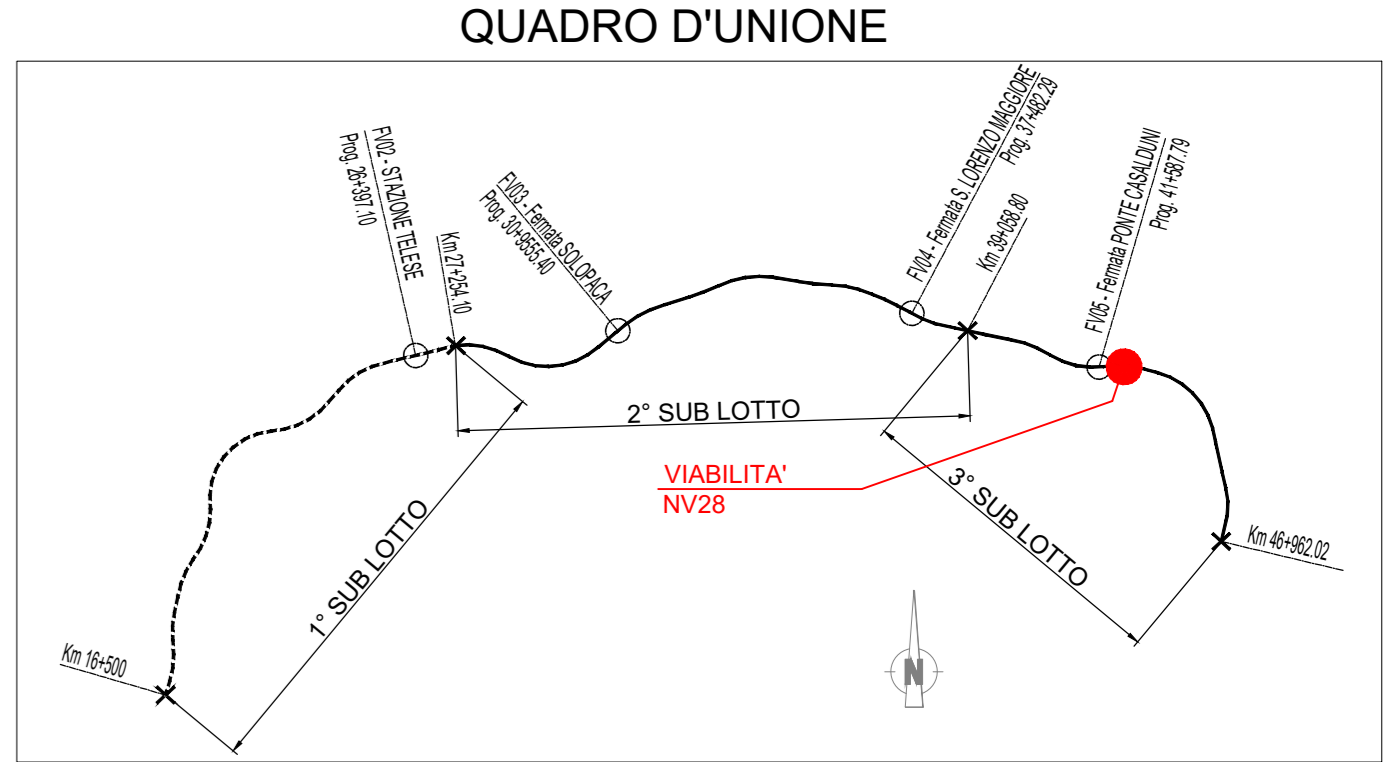 QUADRO D'UNIONE
FV02 - STAZIONE TELESE
Prog. 26+397.10
Km 27+254.10
FV03 - Fermata SOLOPACA
Prog. 30+9555.40
FV04 - Fermata S. LORENZO MAGGIORE
Prog. 37+482.29
Km 39+058.80
FV05 - Fermata PONTE CASALDUNI
Prog. 41+587.79
2° SUB LOTTO
VIABILITA'
NV28
1° SUB LOTTO
3° SUB LOTTO
Km 46+962.02
Km 16+500
N